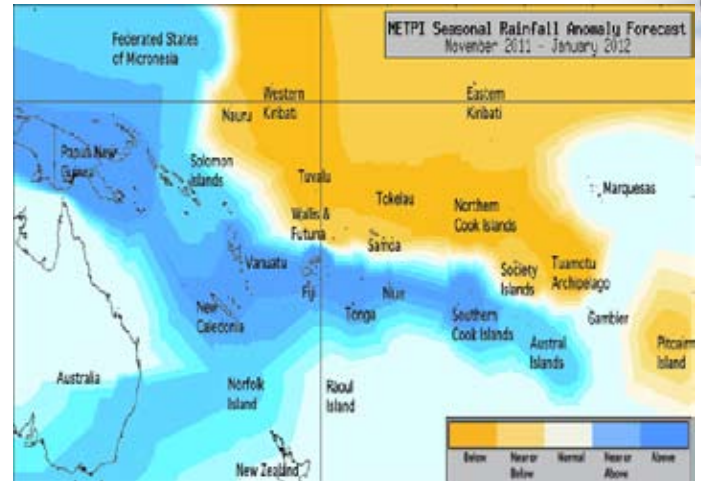 METPI Seasonal Rainfall Anomaly Forecast
November 2011 - January 2012
Federated States
of Micronesia
Western
Kiribati
Eastern
Kiribati
Nauru
Papua New
Guinea
Solomon
Islands
Tuvalu
Tokelau
Northern
Cook Islands
Marquesas
Wallis &
Futuna
Samoa
Vanuatu
Fiji
Niue
Tonga
Society
Islands
Tuamotu
Archipelago
New
Caledonia
Southern
Cook Islands
Austral
Islands
Gambier
Pitcairn
Island
Australia
Norfolk
Island
Raoul
Island
New Zealand
Below
Near or
Below
Normal
Near or
Above
Above